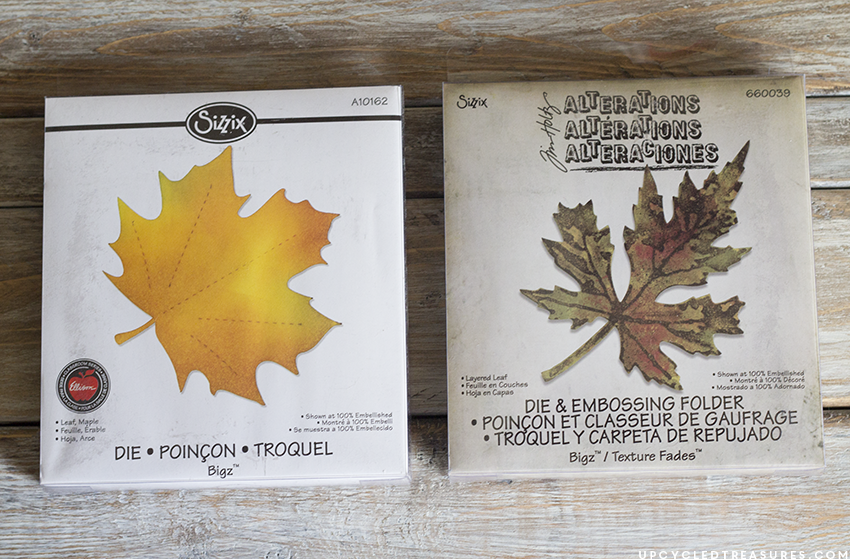 A10162
Sizzix
Ellison
• Leaf, Maple
• Feuille, Érable
• Hoja, Arce
• Shown at 100% Embellished
• Montré à 100% Embelli
• Se muestra a 100% Embellecido
DIE • POINÇON • TROQUEL
Bigz™
Sizzix
660039
Tim Holtz
ALTERATIONS
ALTÉRATIONS
ALTERACIONES
• Layered Leaf
• Feuille en Couches
• Hoja en Capas
• Shown at 100% Embellished
• Montré à 100% Décoré
• Mostrado a 100% Adornado
DIE & EMBOSSING FOLDER
• POINÇON ET CLASSEUR DE GAUFRAGE
• TROQUEL Y CARPETA DE REPUJADO
Bigz™ / Texture Fades™
UPCYCLEDTREASURES.COM